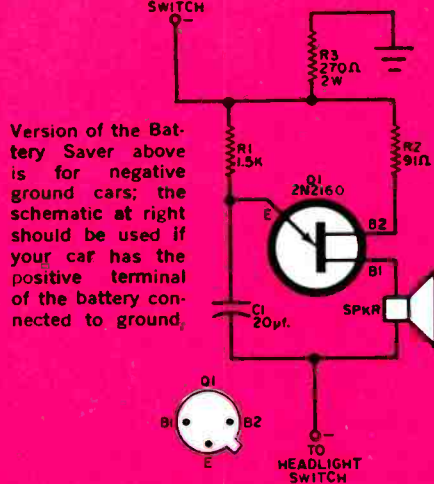 SWITCH
-
R3
270Ω
2W
Version of the Bat-
tery Saver above
is for negative
ground cars; the
schematic at right
should be used if
your car has the
positive terminal
of the battery con-
nected to ground.
R1
1.5K
R2
91Ω
Q1
2N2160
E
B2
B1
C1
20µf.
SPKR
Q1
B1
B2
E
-
TO
HEADLIGHT
SWITCH